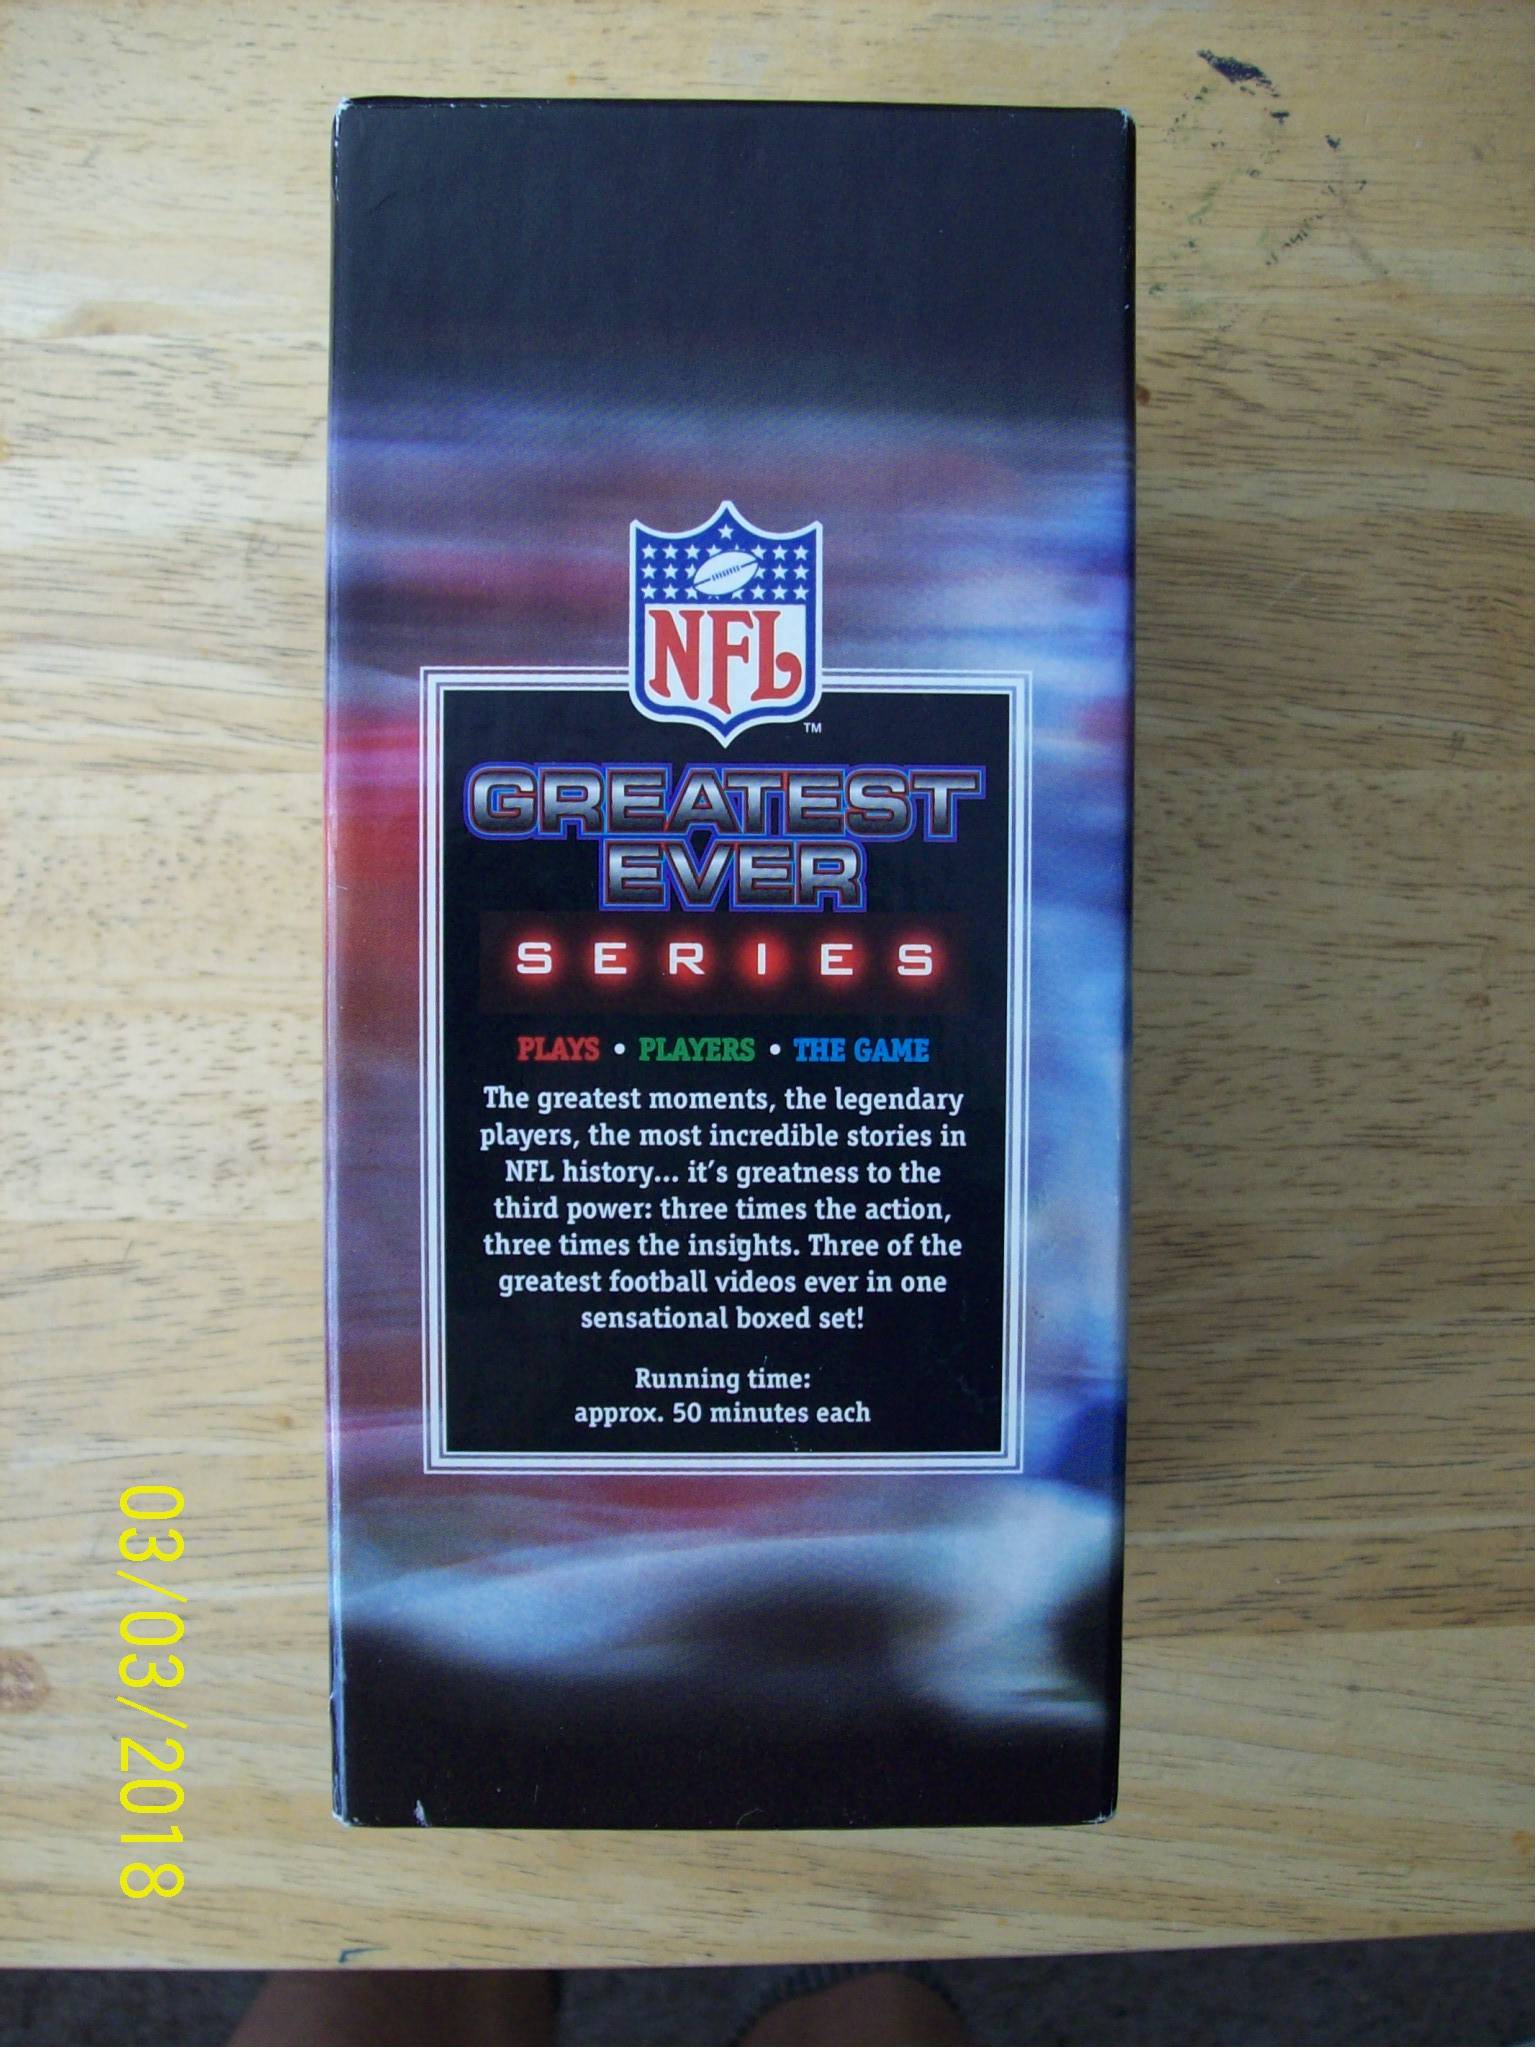 NFL
TM
GREATEST
EVER
SERIES
PLAYS • PLAYERS • THE GAME
The greatest moments, the legendary
players, the most incredible stories in
NFL history... it's greatness to the
third power: three times the action,
three times the insights. Three of the
greatest football videos ever in one
sensational boxed set!
Running time:
approx. 50 minutes each
03/03/2018